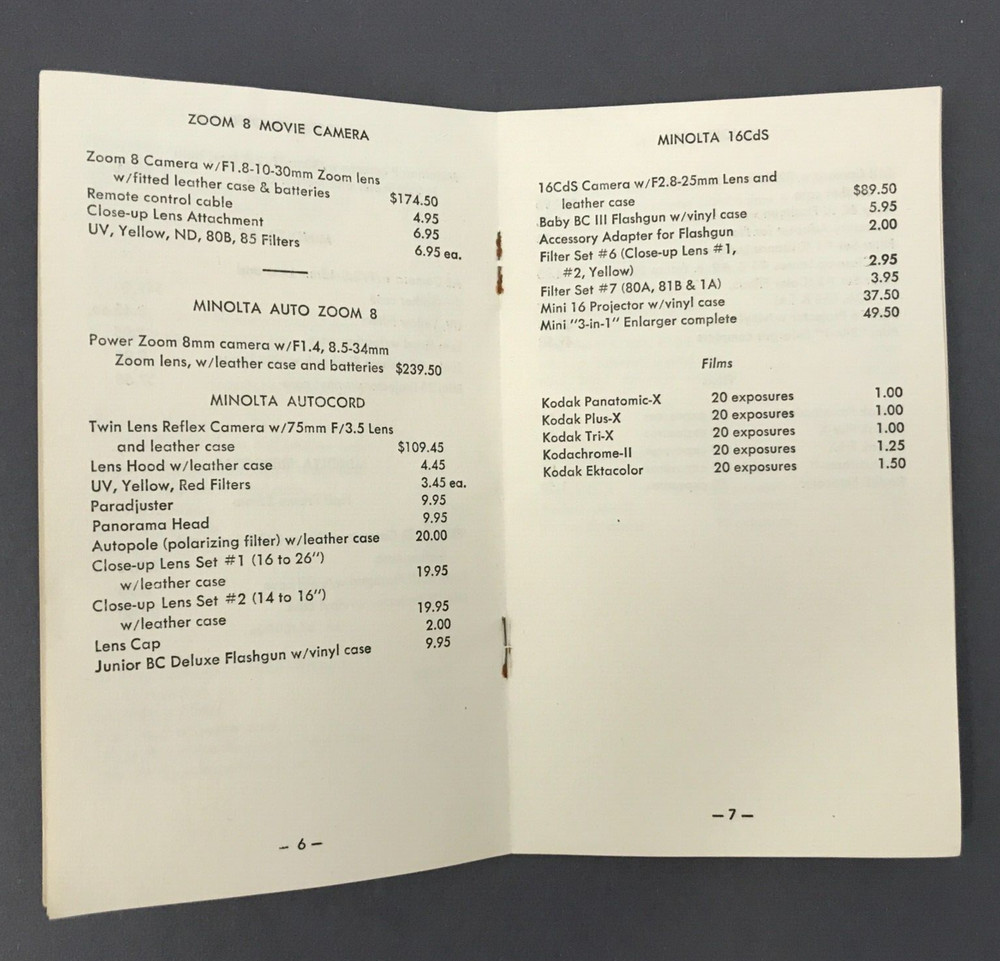 ZOOM 8 MOVIE CAMERA
Zoom 8 Camera w/F1.8-10-30mm Zoom lens
w/fitted leather case & batteries $174.50
Remote control cable 4.95
Close-up Lens Attachment 6.95
UV, Yellow, ND, 80B, 85 Filters 6.95 ea.
MINOLTA AUTO ZOOM 8
Power Zoom 8mm camera w/F1.4, 8.5-34mm
Zoom lens, w/leather case and batteries $239.50
MINOLTA AUTOCORD
Twin Lens Reflex Camera w/75mm F/3.5 Lens
and leather case $109.45
Lens Hood w/leather case 4.45
UV, Yellow, Red Filters 3.45 ea.
Paradjuster 9.95
Panorama Head 9.95
Autopole (polarizing filter) w/leather case 20.00
Close-up Lens Set #1 (16 to 26")
w/leather case 19.95
Close-up Lens Set #2 (14 to 16")
w/leather case 19.95
Lens Cap 2.00
Junior BC Deluxe Flashgun w/vinyl case 9.95
— 6 —
MINOLTA 16CdS
16CdS Camera w/F2.8-25mm Lens and
leather case $89.50
Baby BC III Flashgun w/vinyl case 5.95
Accessory Adapter for Flashgun 2.00
Filter Set #6 (Close-up Lens #1,
#2, Yellow) 2.95
Filter Set #7 (80A, 81B & 1A) 3.95
Mini 16 Projector w/vinyl case 37.50
Mini "3-in-1" Enlarger complete 49.50
Films
Kodak Panatomic-X 20 exposures 1.00
Kodak Plus-X 20 exposures 1.00
Kodak Tri-X 20 exposures 1.00
Kodachrome-II 20 exposures 1.25
Kodak Ektacolor 20 exposures 1.50
— 7 —